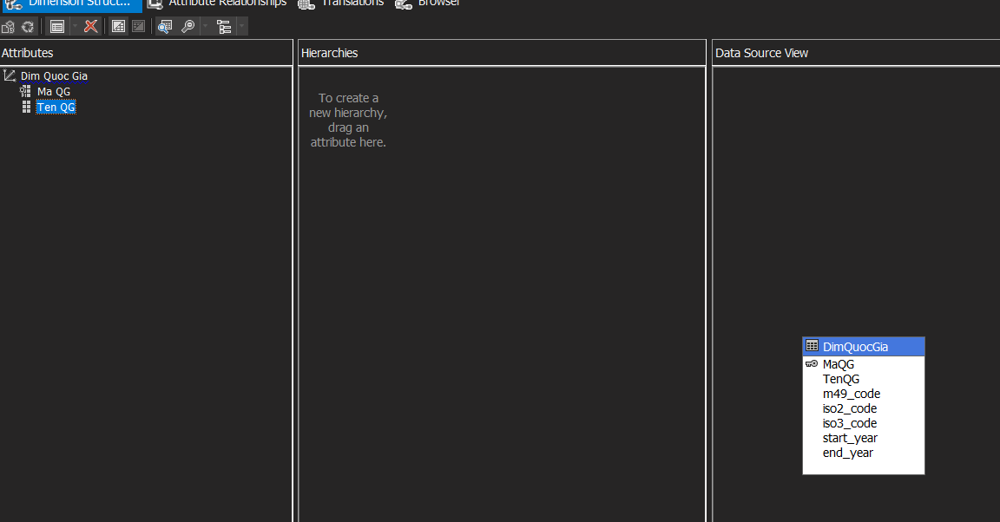 Dimension Struct... Attribute Relationships Translations Browser
Attributes
Dim Quoc Gia
Ma QG
Ten QG
Hierarchies
To create a
new hierarchy,
drag an
attribute here.
Data Source View
DimQuocGia
MaQG
TenQG
m49_code
iso2_code
iso3_code
start_year
end_year